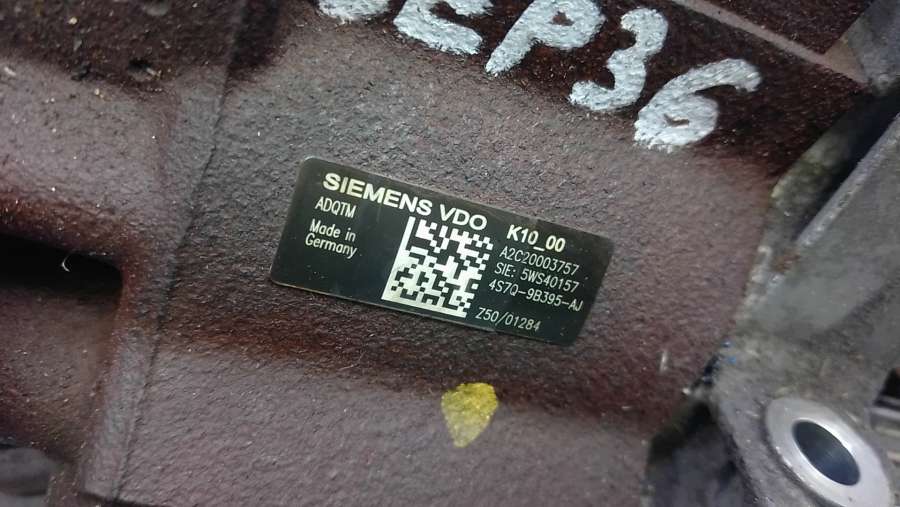 EP36
SIEMENS VDO
ADQTM
Made in
Germany
K10_00
A2C20003757
SIE: 5WS40157
4S7Q-9B395-AJ
Z50/01284